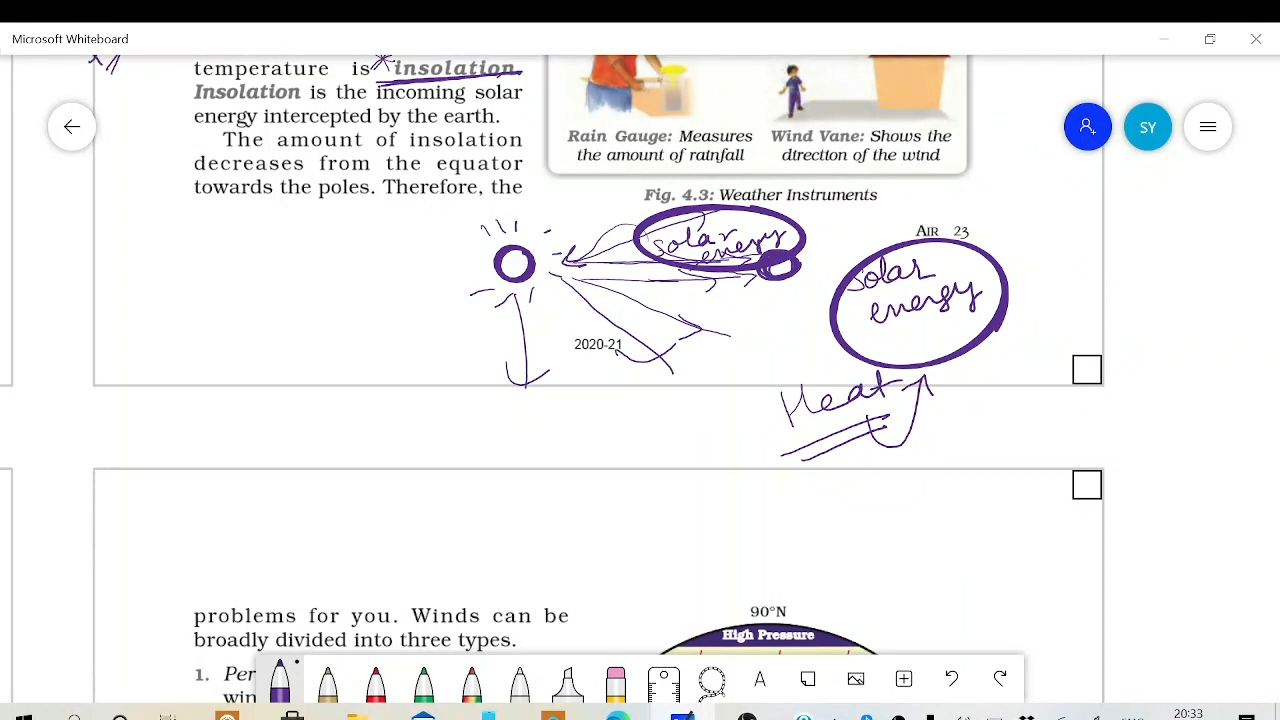 Microsoft Whiteboard
temperature is insolation.
Insolation is the incoming solar
energy intercepted by the earth.
The amount of insolation
decreases from the equator
towards the poles. Therefore, the
Rain Gauge: Measures
the amount of rainfall
Wind Vane: Shows the
direction of the wind
Fig. 4.3: Weather Instruments
AIR 23
SY
solar
energy
solar
energy
2020-21
Heat
problems for you. Winds can be
broadly divided into three types.
1. Per
win
90°N
High Pressure
A
20:33